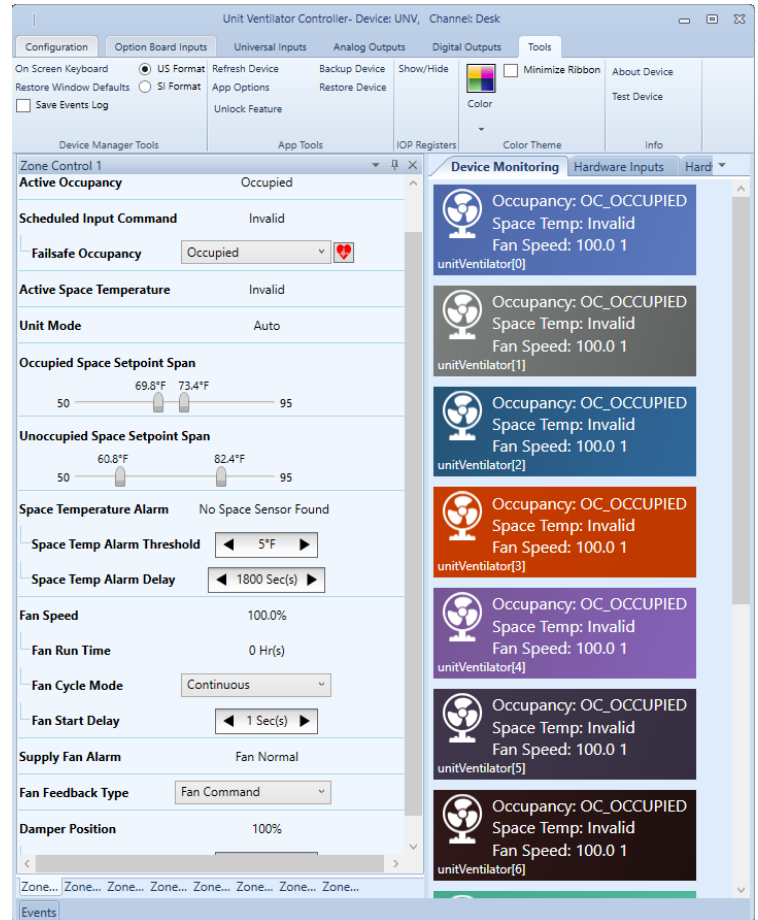 Unit Ventilator Controller- Device: UNV, Channel: Desk
Configuration Option Board Inputs Universal Inputs Analog Outputs Digital Outputs Tools
On Screen Keyboard US Format Refresh Device Backup Device Show/Hide Minimize Ribbon About Device
Restore Window Defaults SI Format App Options Restore Device Color Test Device
Save Events Log Unlock Feature
Device Manager Tools App Tools IOP Registers Color Theme Info
Zone Control 1
Active Occupancy Occupied
Scheduled Input Command Invalid
Failsafe Occupancy Occupied
Active Space Temperature Invalid
Unit Mode Auto
Occupied Space Setpoint Span
69.8°F 73.4°F
50 95
Unoccupied Space Setpoint Span
60.8°F 82.4°F
50 95
Space Temperature Alarm No Space Sensor Found
Space Temp Alarm Threshold 5°F
Space Temp Alarm Delay 1800 Sec(s)
Fan Speed 100.0%
Fan Run Time 0 Hr(s)
Fan Cycle Mode Continuous
Fan Start Delay 1 Sec(s)
Supply Fan Alarm Fan Normal
Fan Feedback Type Fan Command
Damper Position 100%
Zone... Zone... Zone... Zone... Zone... Zone... Zone... Zone...
Events
Device Monitoring Hardware Inputs Hard
Occupancy: OC_OCCUPIED
Space Temp: Invalid
Fan Speed: 100.0 1
unitVentilator[0]
Occupancy: OC_OCCUPIED
Space Temp: Invalid
Fan Speed: 100.0 1
unitVentilator[1]
Occupancy: OC_OCCUPIED
Space Temp: Invalid
Fan Speed: 100.0 1
unitVentilator[2]
Occupancy: OC_OCCUPIED
Space Temp: Invalid
Fan Speed: 100.0 1
unitVentilator[3]
Occupancy: OC_OCCUPIED
Space Temp: Invalid
Fan Speed: 100.0 1
unitVentilator[4]
Occupancy: OC_OCCUPIED
Space Temp: Invalid
Fan Speed: 100.0 1
unitVentilator[5]
Occupancy: OC_OCCUPIED
Space Temp: Invalid
Fan Speed: 100.0 1
unitVentilator[6]